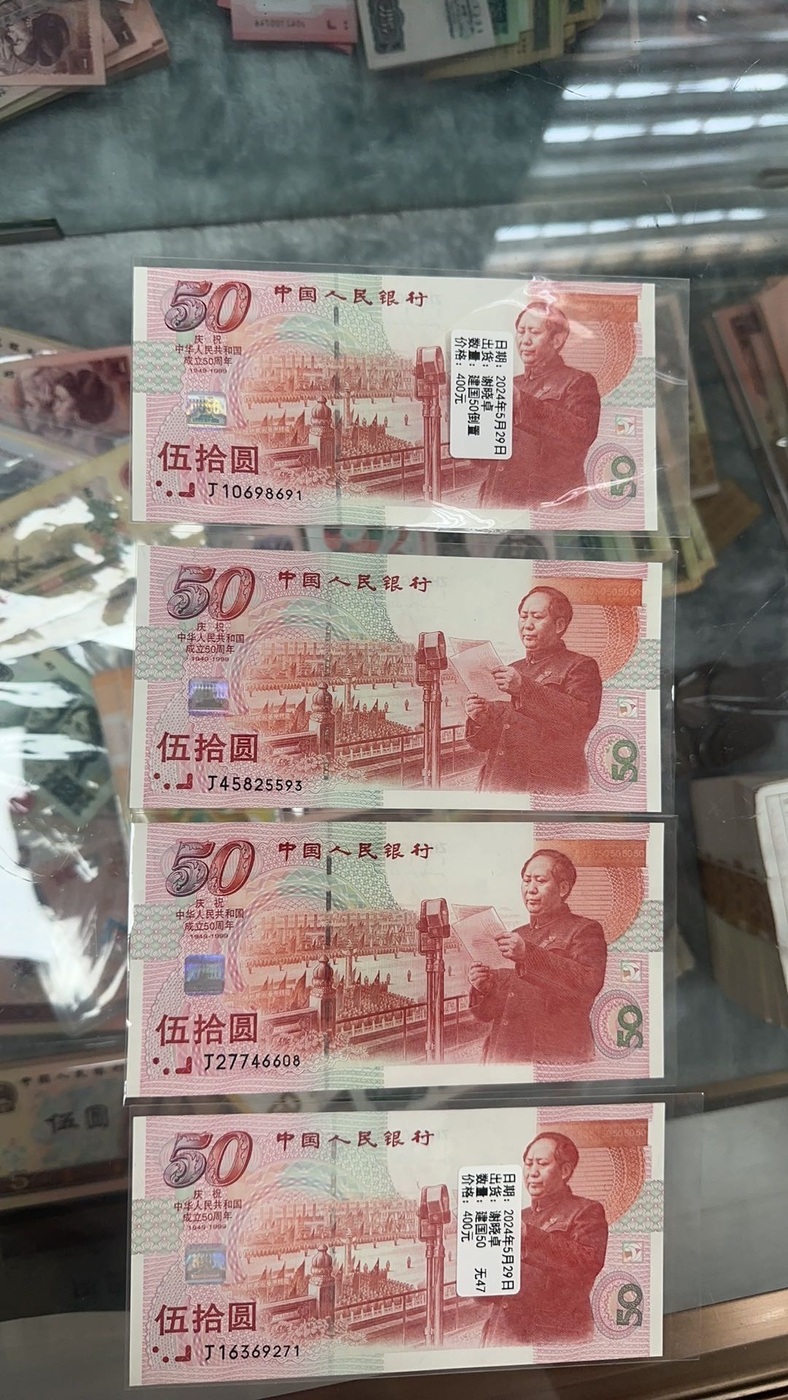 50
中国人民银行
庆祝
中华人民共和国
成立50周年
1949-1999
伍拾圆
J10698691
50
日期：2024年5月29日
出货：谢晓卓
数量：建国50倒置
价格：400元
50
中国人民银行
庆祝
中华人民共和国
成立50周年
1949-1999
伍拾圆
J45825593
50
50
中国人民银行
庆祝
中华人民共和国
成立50周年
1949-1999
伍拾圆
J27746608
50
50
中国人民银行
庆祝
中华人民共和国
成立50周年
1949-1999
伍拾圆
J16369271
50
日期：2024年5月29日
出货：谢晓卓
数量：建国50 无47
价格：400元
伍圆